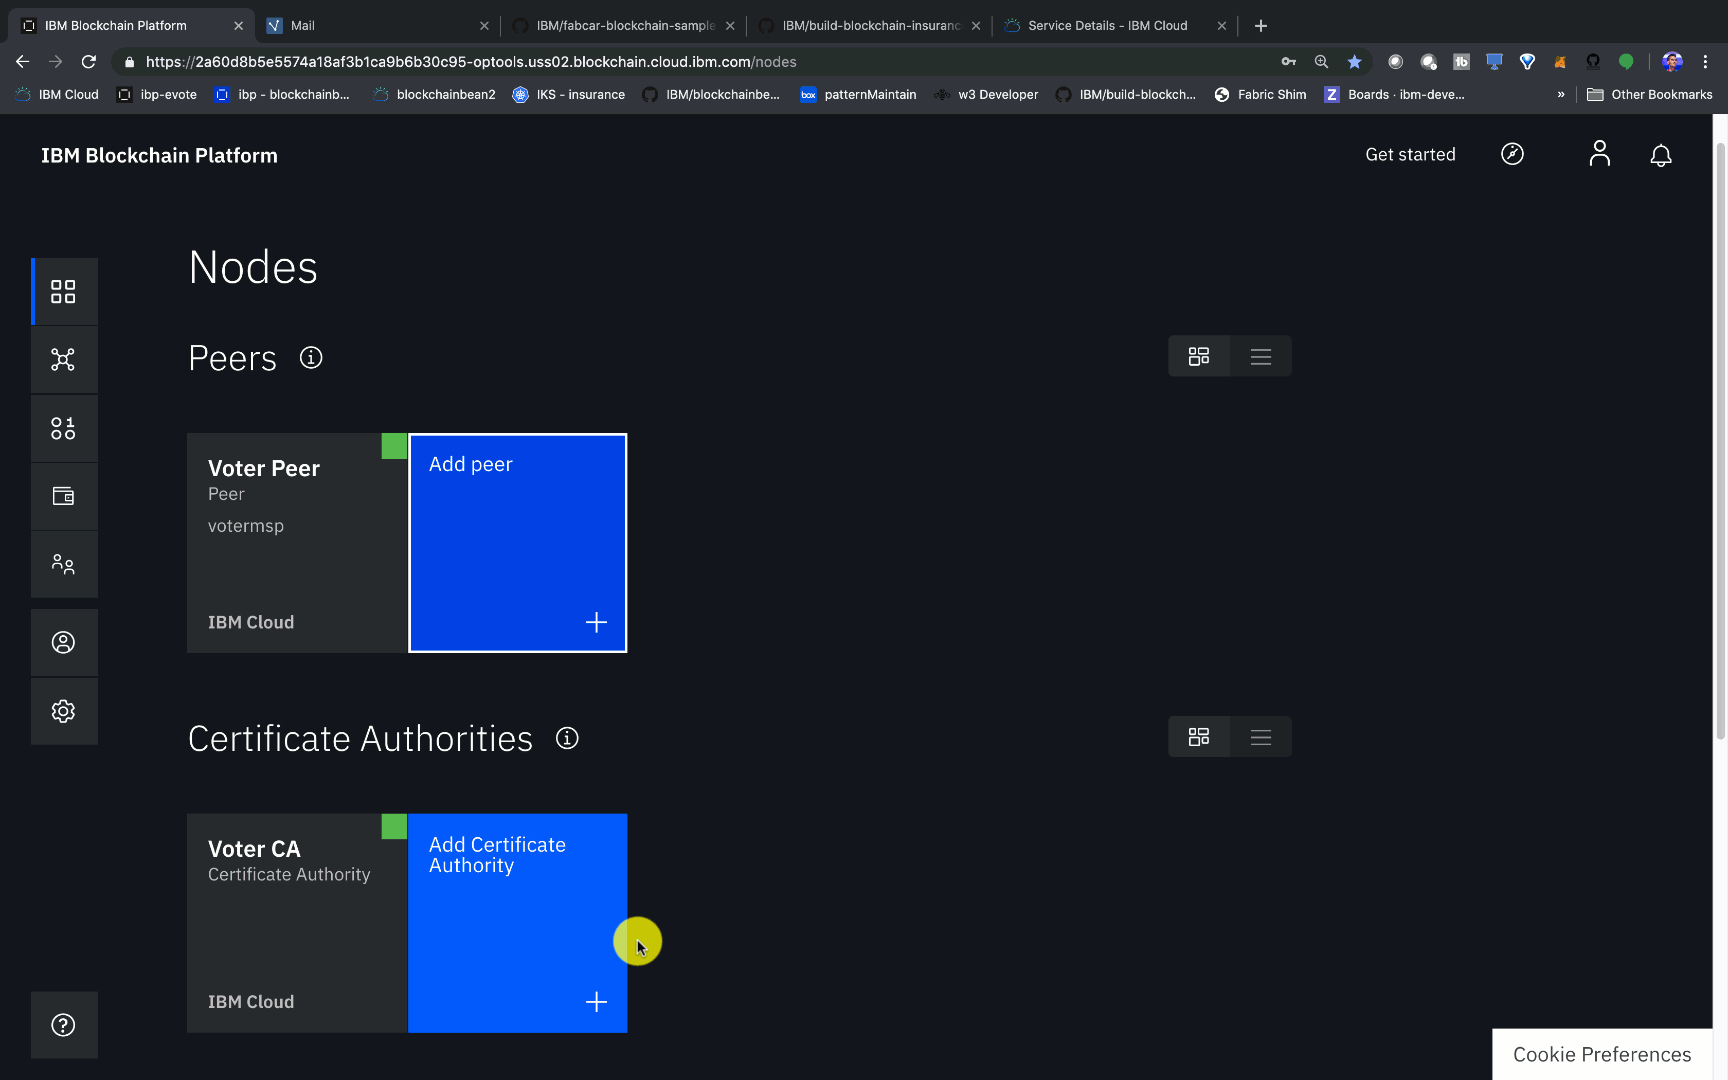 IBM Blockchain Platform
Mail
IBM/fabcar-blockchain-sample
IBM/build-blockchain-insuranc
Service Details - IBM Cloud
https://2a60d8b5e5574a18af3b1ca9b6b30c95-optools.uss02.blockchain.cloud.ibm.com/nodes
IBM Cloud
ibp-evote
ibp - blockchainb...
blockchainbean2
IKS - insurance
IBM/blockchainbe...
box
patternMaintain
w3 Developer
IBM/build-blockch...
Fabric Shim
Z
Boards · ibm-deve...
»
Other Bookmarks
IBM Blockchain Platform
Get started
Nodes
Peers
Voter Peer
Peer
votermsp
IBM Cloud
Add peer
Certificate Authorities
Voter CA
Certificate Authority
IBM Cloud
Add Certificate
Authority
Cookie Preferences